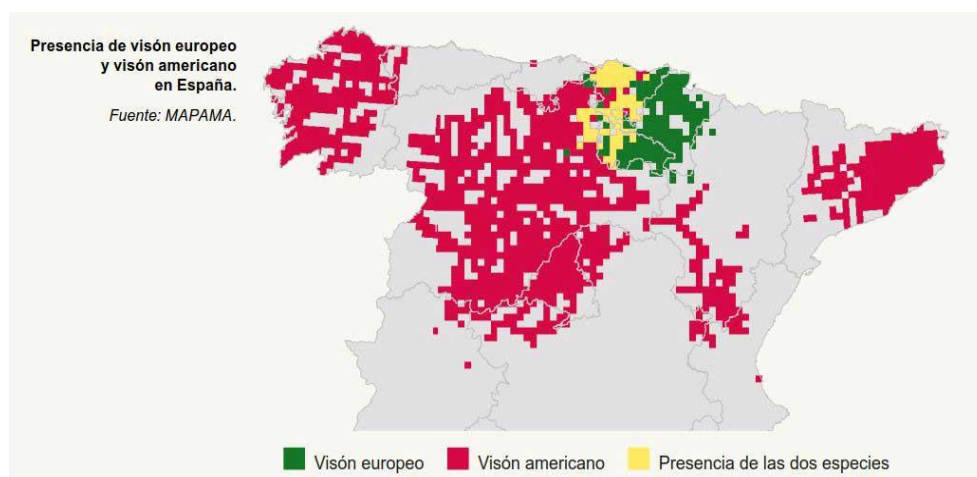 Presencia de visón europeo
y visón americano
en España.
Fuente: MAPAMA.
Visón europeo
Visón americano
Presencia de las dos especies